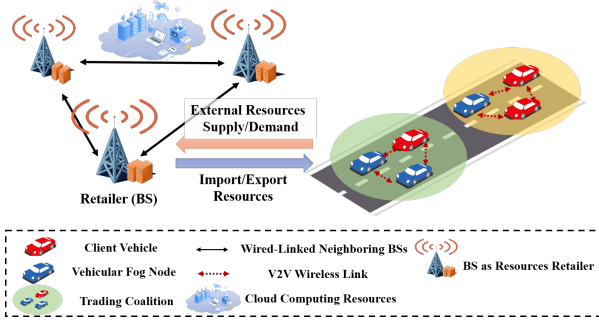 External Resources
Supply/Demand
Import/Export
Resources
Retailer (BS)
Client Vehicle
Wired-Linked Neighboring BSs
BS as Resources Retailer
Vehicular Fog Node
V2V Wireless Link
Trading Coalition
Cloud Computing Resources